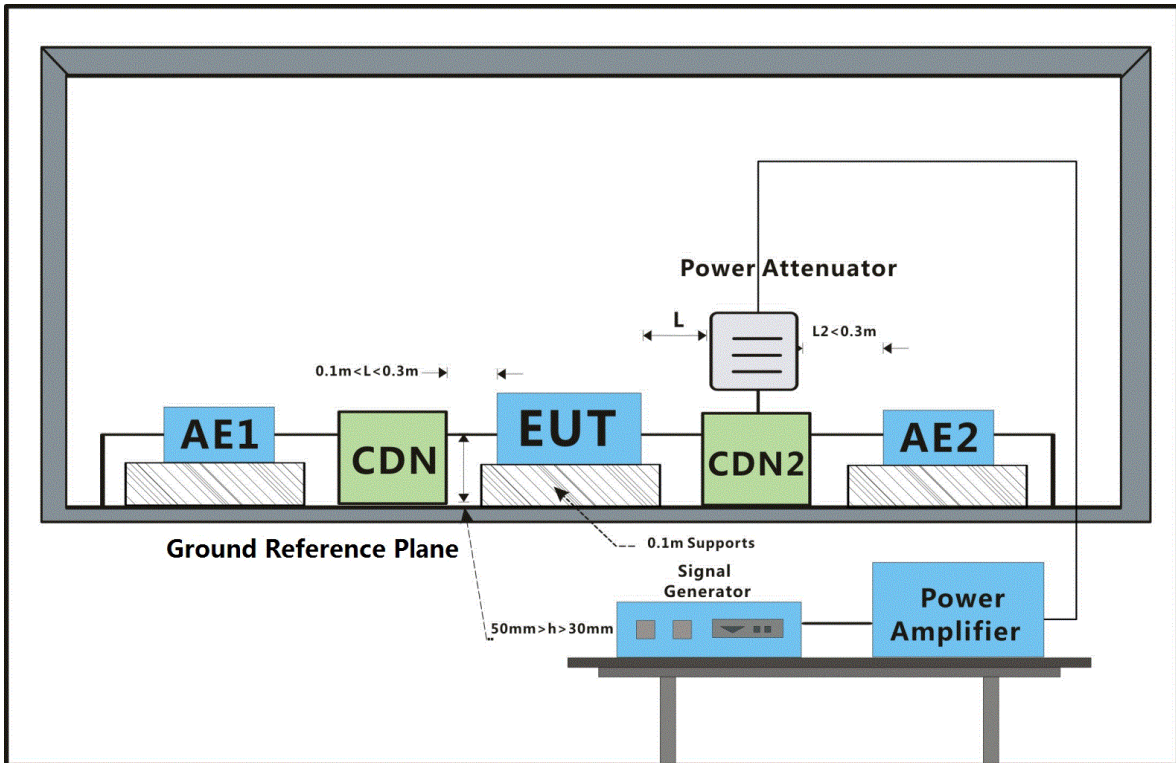 Power Attenuator
L
L2<0.3m
0.1m<L<0.3m
AE1
CDN
EUT
CDN2
AE2
Ground Reference Plane
0.1m Supports
50mm>h>30mm
Signal
Generator
Power
Amplifier